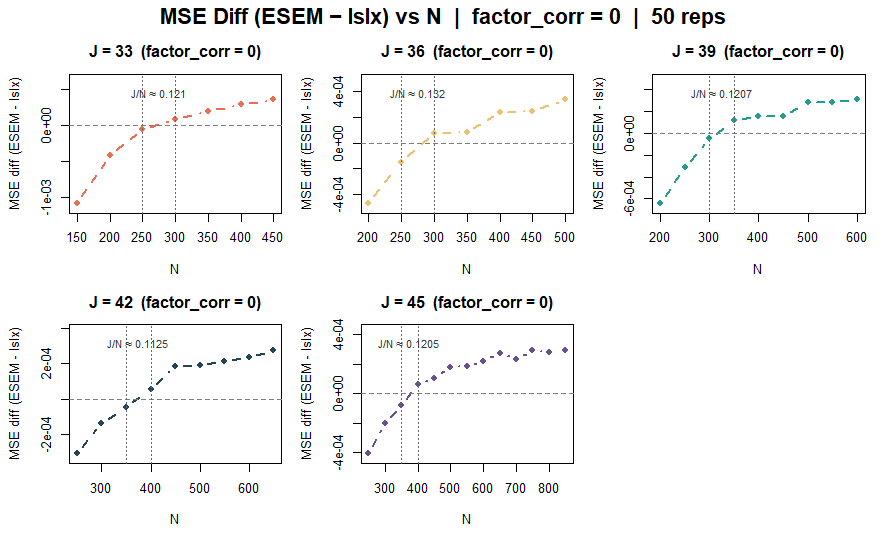 MSE Diff (ESEM − lslx) vs N | factor_corr = 0 | 50 reps
J = 33 (factor_corr = 0)
MSE diff (ESEM - lslx)
-1e-03
0e+00
J/N ≈ 0.121
150 200 250 300 350 400 450
N
J = 36 (factor_corr = 0)
MSE diff (ESEM - lslx)
-4e-04
0e+00
4e-04
J/N ≈ 0.132
200 250 300 350 400 450 500
N
J = 39 (factor_corr = 0)
MSE diff (ESEM - lslx)
-6e-04
0e+00
J/N ≈ 0.1207
200 300 400 500 600
N
J = 42 (factor_corr = 0)
MSE diff (ESEM - lslx)
-2e-04
2e-04
J/N ≈ 0.1125
300 400 500 600
N
J = 45 (factor_corr = 0)
MSE diff (ESEM - lslx)
-4e-04
0e+00
4e-04
J/N ≈ 0.1205
300 400 500 600 700 800
N